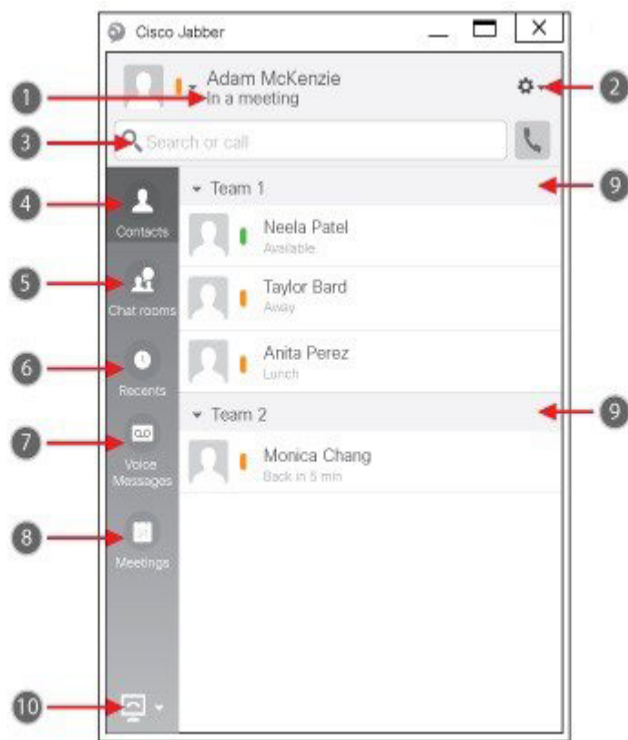 Cisco Jabber
Adam McKenzie
1 In a meeting 2
3 Search or call
4 Contacts
Team 1 9
Neela Patel
Available
5 Chat rooms
Taylor Bard
Away
6 Recents
Anita Perez
Lunch
Team 2 9
7 Voice
Messages
Monica Chang
Back in 5 min
8 Meetings
10